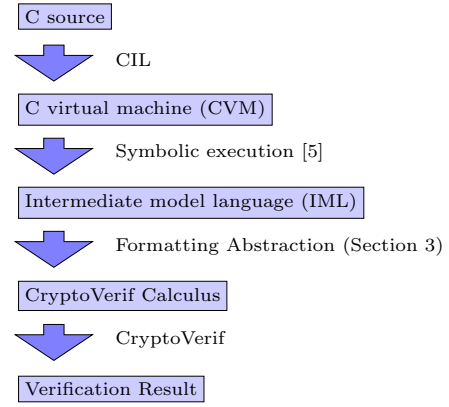 C source
CIL
C virtual machine (CVM)
Symbolic execution [5]
Intermediate model language (IML)
Formatting Abstraction (Section 3)
CryptoVerif Calculus
CryptoVerif
Verification Result